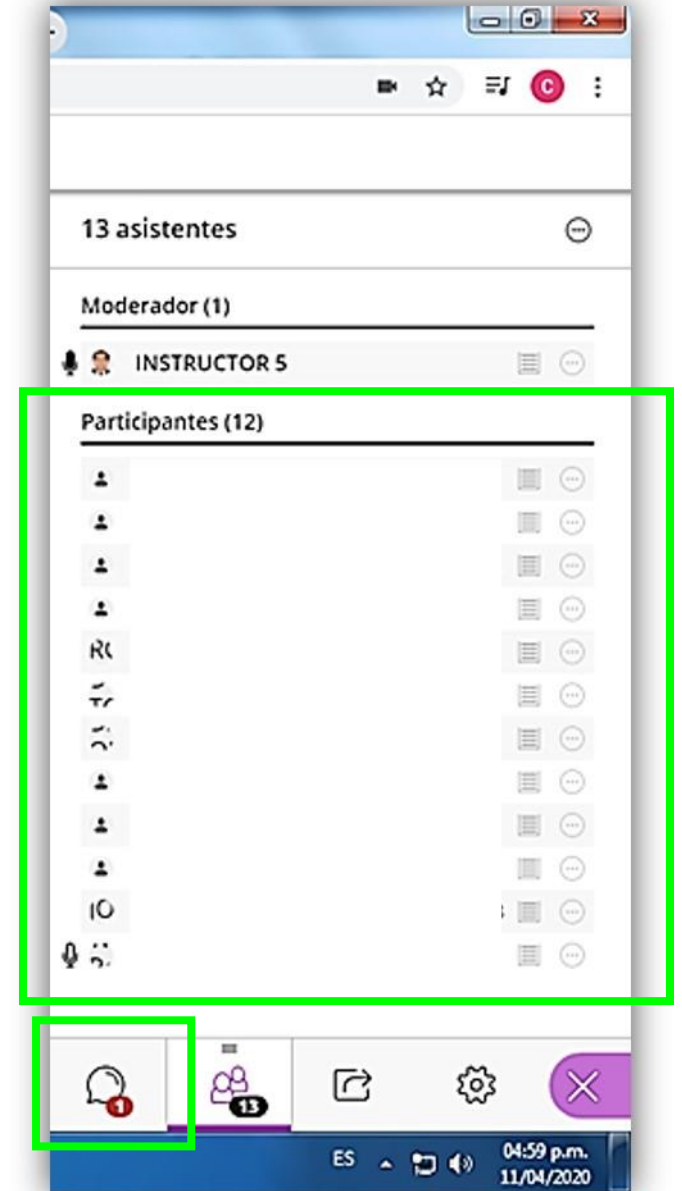 C
13 asistentes
Moderador (1)
INSTRUCTOR 5
Participantes (12)
1
13
ES
04:59 p.m.
11/04/2020